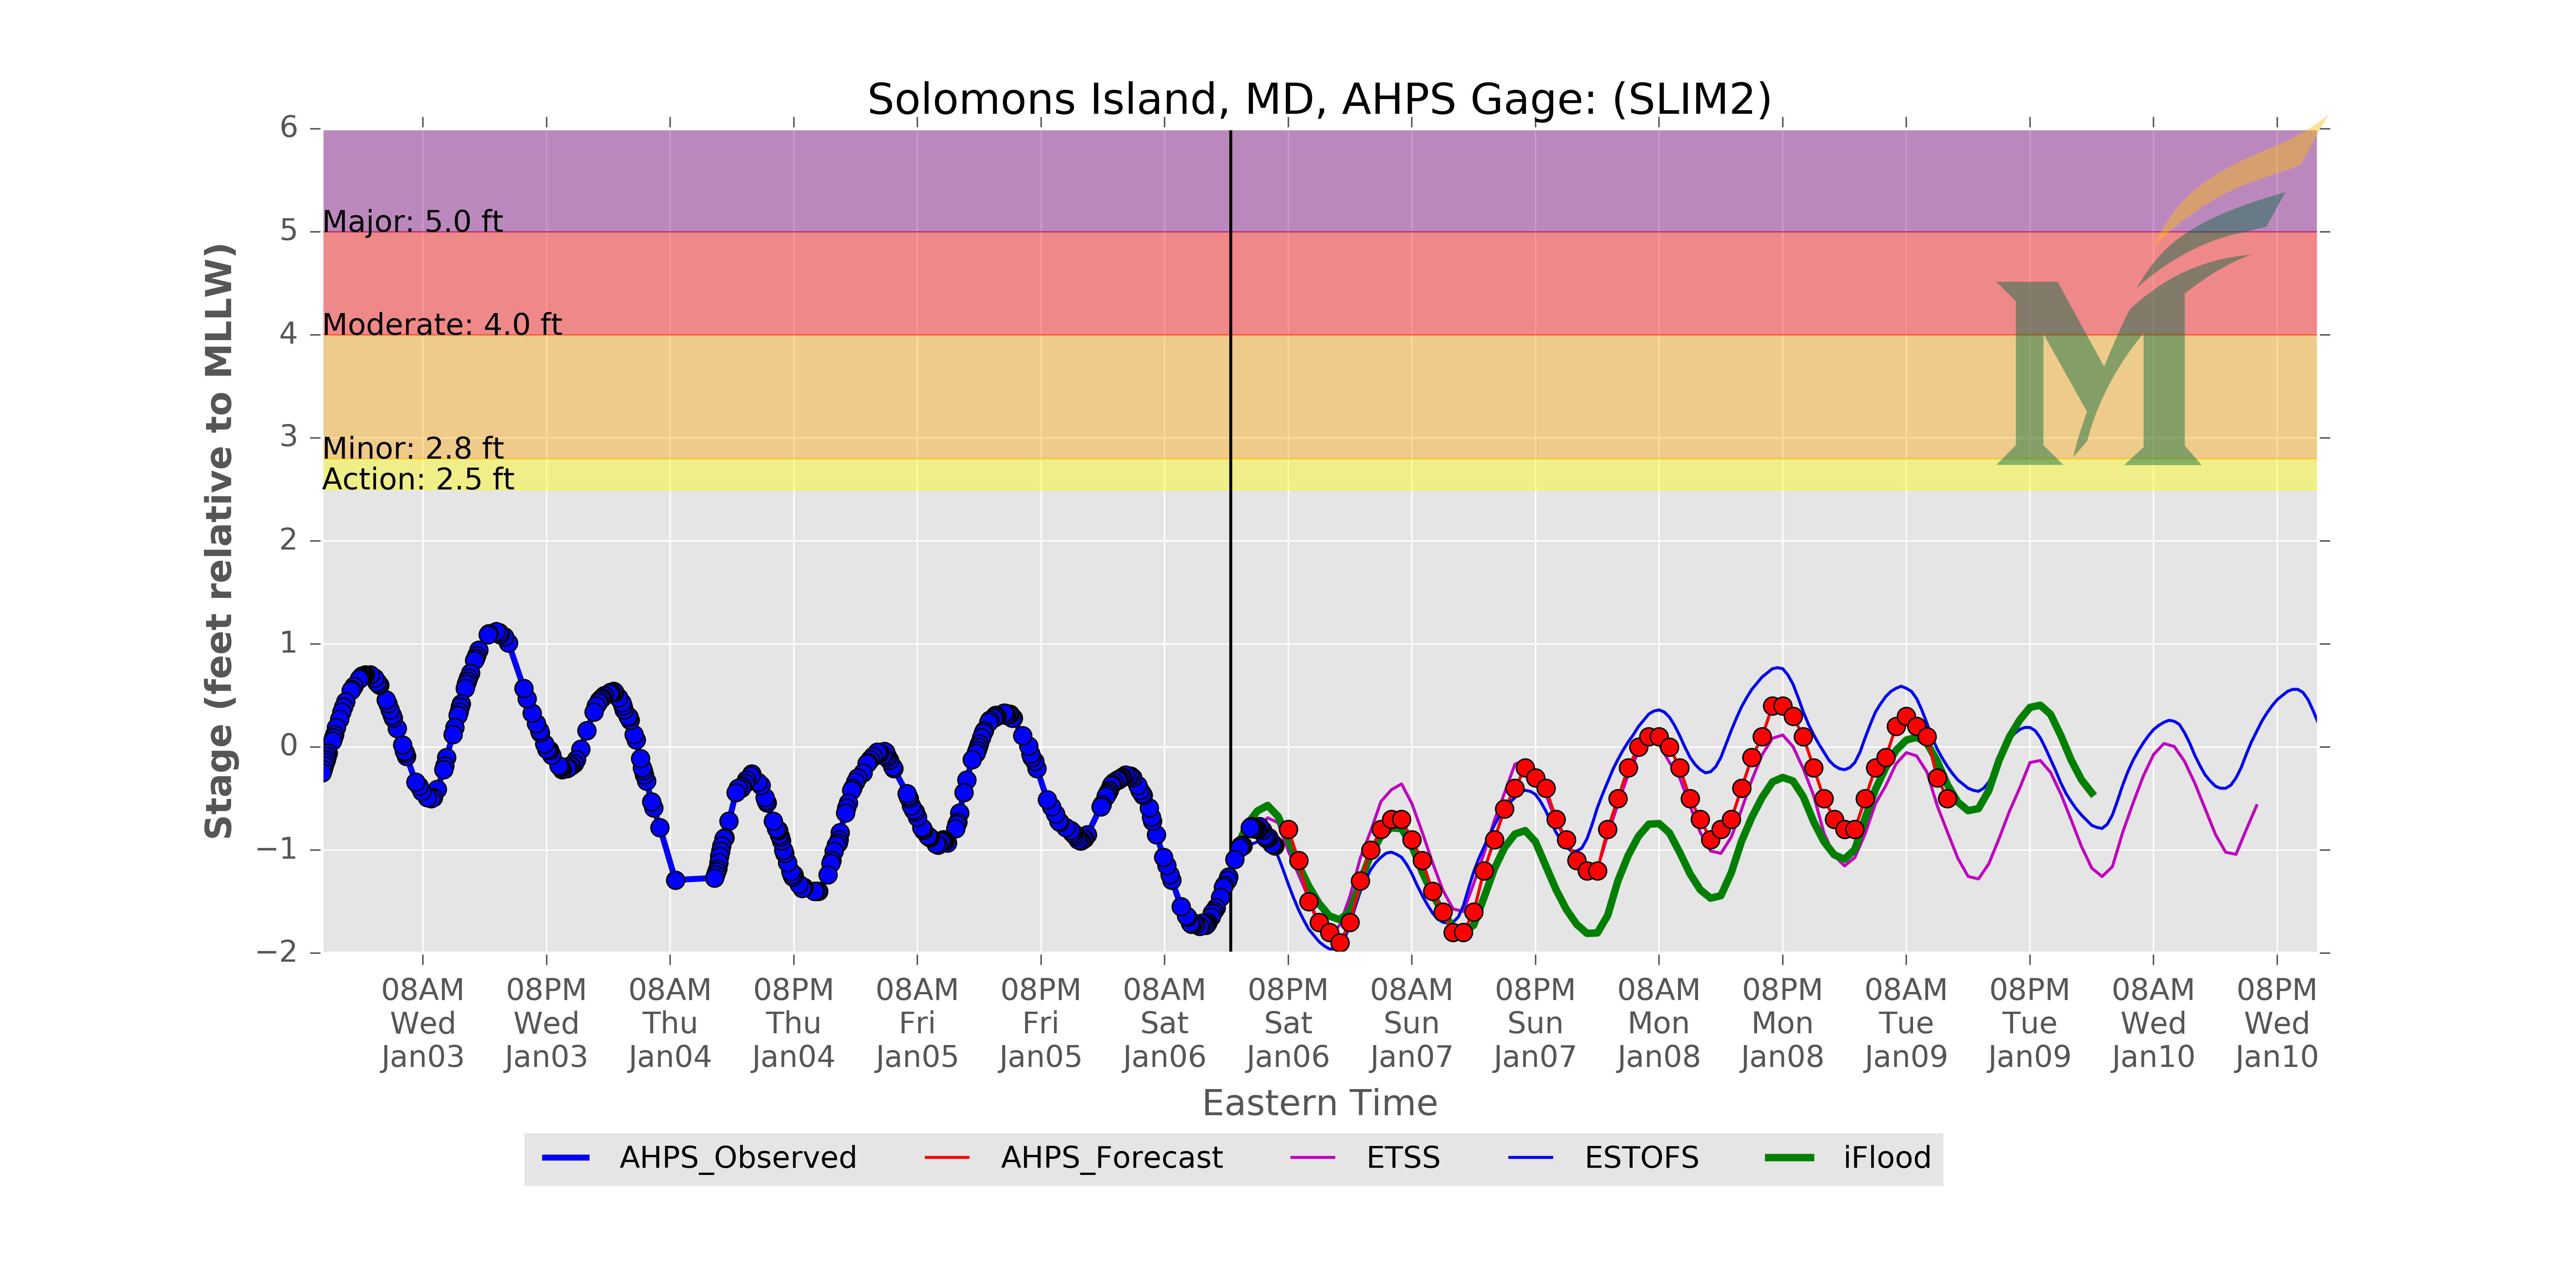 Solomons Island, MD, AHPS Gage: (SLIM2)
Stage (feet relative to MLLW)
6
5
4
3
2
1
0
−1
−2
Major: 5.0 ft
Moderate: 4.0 ft
Minor: 2.8 ft
Action: 2.5 ft
M
08AM 08PM 08AM 08PM 08AM 08PM 08AM 08PM 08AM 08PM 08AM 08PM 08AM 08PM 08AM 08PM
Wed Wed Thu Thu Fri Fri Sat Sat Sun Sun Mon Mon Tue Tue Wed Wed
Jan03 Jan03 Jan04 Jan04 Jan05 Jan05 Jan06 Jan06 Jan07 Jan07 Jan08 Jan08 Jan09 Jan09 Jan10 Jan10
Eastern Time
AHPS_Observed AHPS_Forecast ETSS ESTOFS iFlood